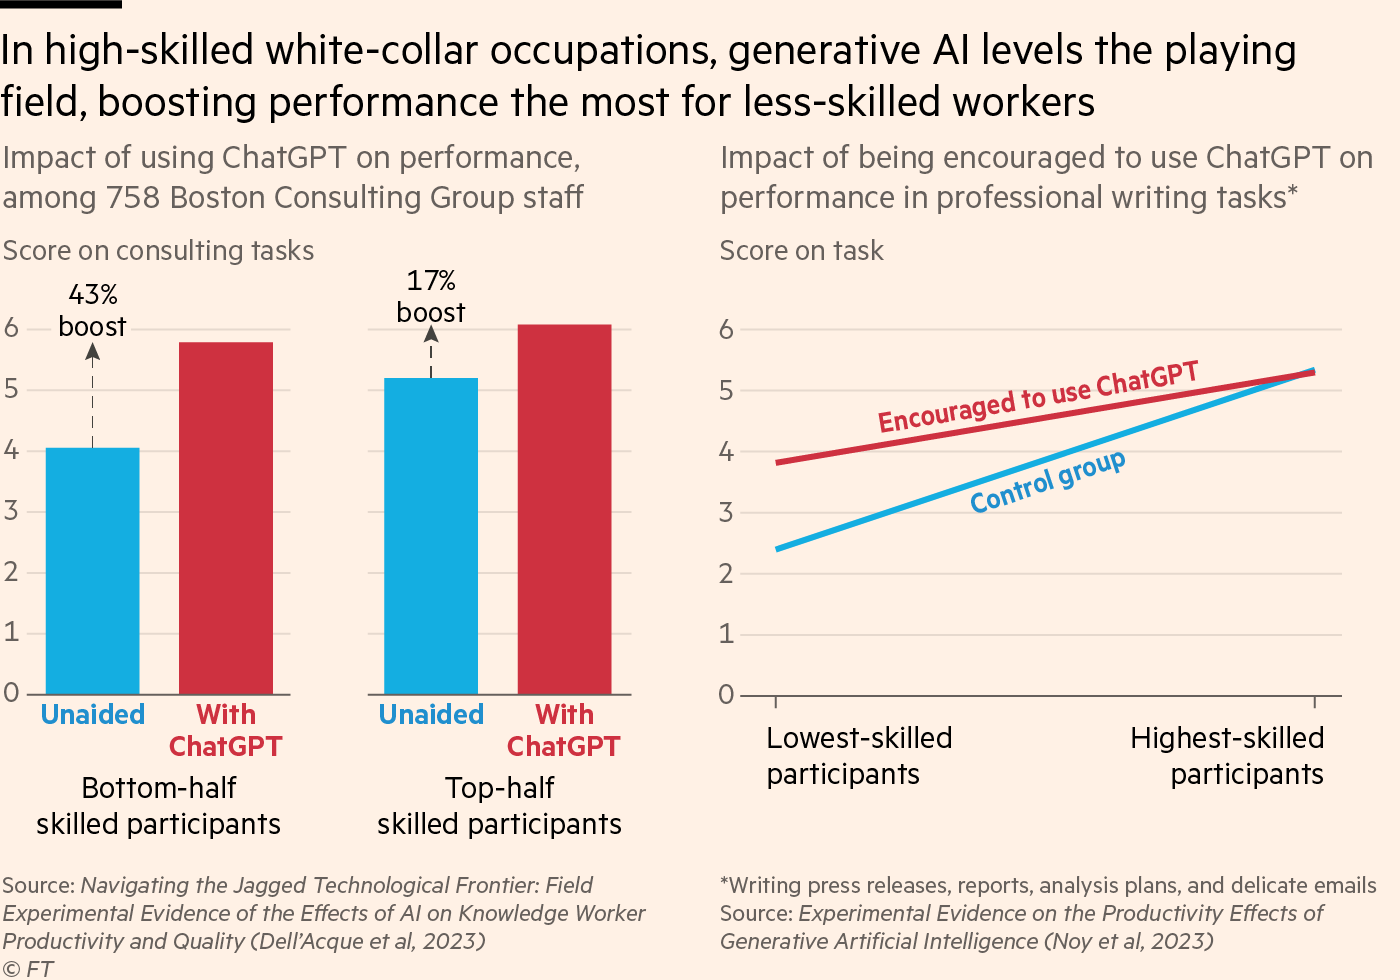 In high-skilled white-collar occupations, generative AI levels the playing
field, boosting performance the most for less-skilled workers
Impact of using ChatGPT on performance,
among 758 Boston Consulting Group staff
Score on consulting tasks
43%
boost
17%
boost
6
5
4
3
2
1
0
Unaided
With
ChatGPT
Unaided
With
ChatGPT
Bottom-half
skilled participants
Top-half
skilled participants
Source: Navigating the Jagged Technological Frontier: Field
Experimental Evidence of the Effects of AI on Knowledge Worker
Productivity and Quality (Dell'Acque et al, 2023)
© FT
Impact of being encouraged to use ChatGPT on
performance in professional writing tasks*
Score on task
6
5
4
3
2
1
0
Encouraged to use ChatGPT
Control group
Lowest-skilled
participants
Highest-skilled
participants
*Writing press releases, reports, analysis plans, and delicate emails
Source: Experimental Evidence on the Productivity Effects of
Generative Artificial Intelligence (Noy et al, 2023)